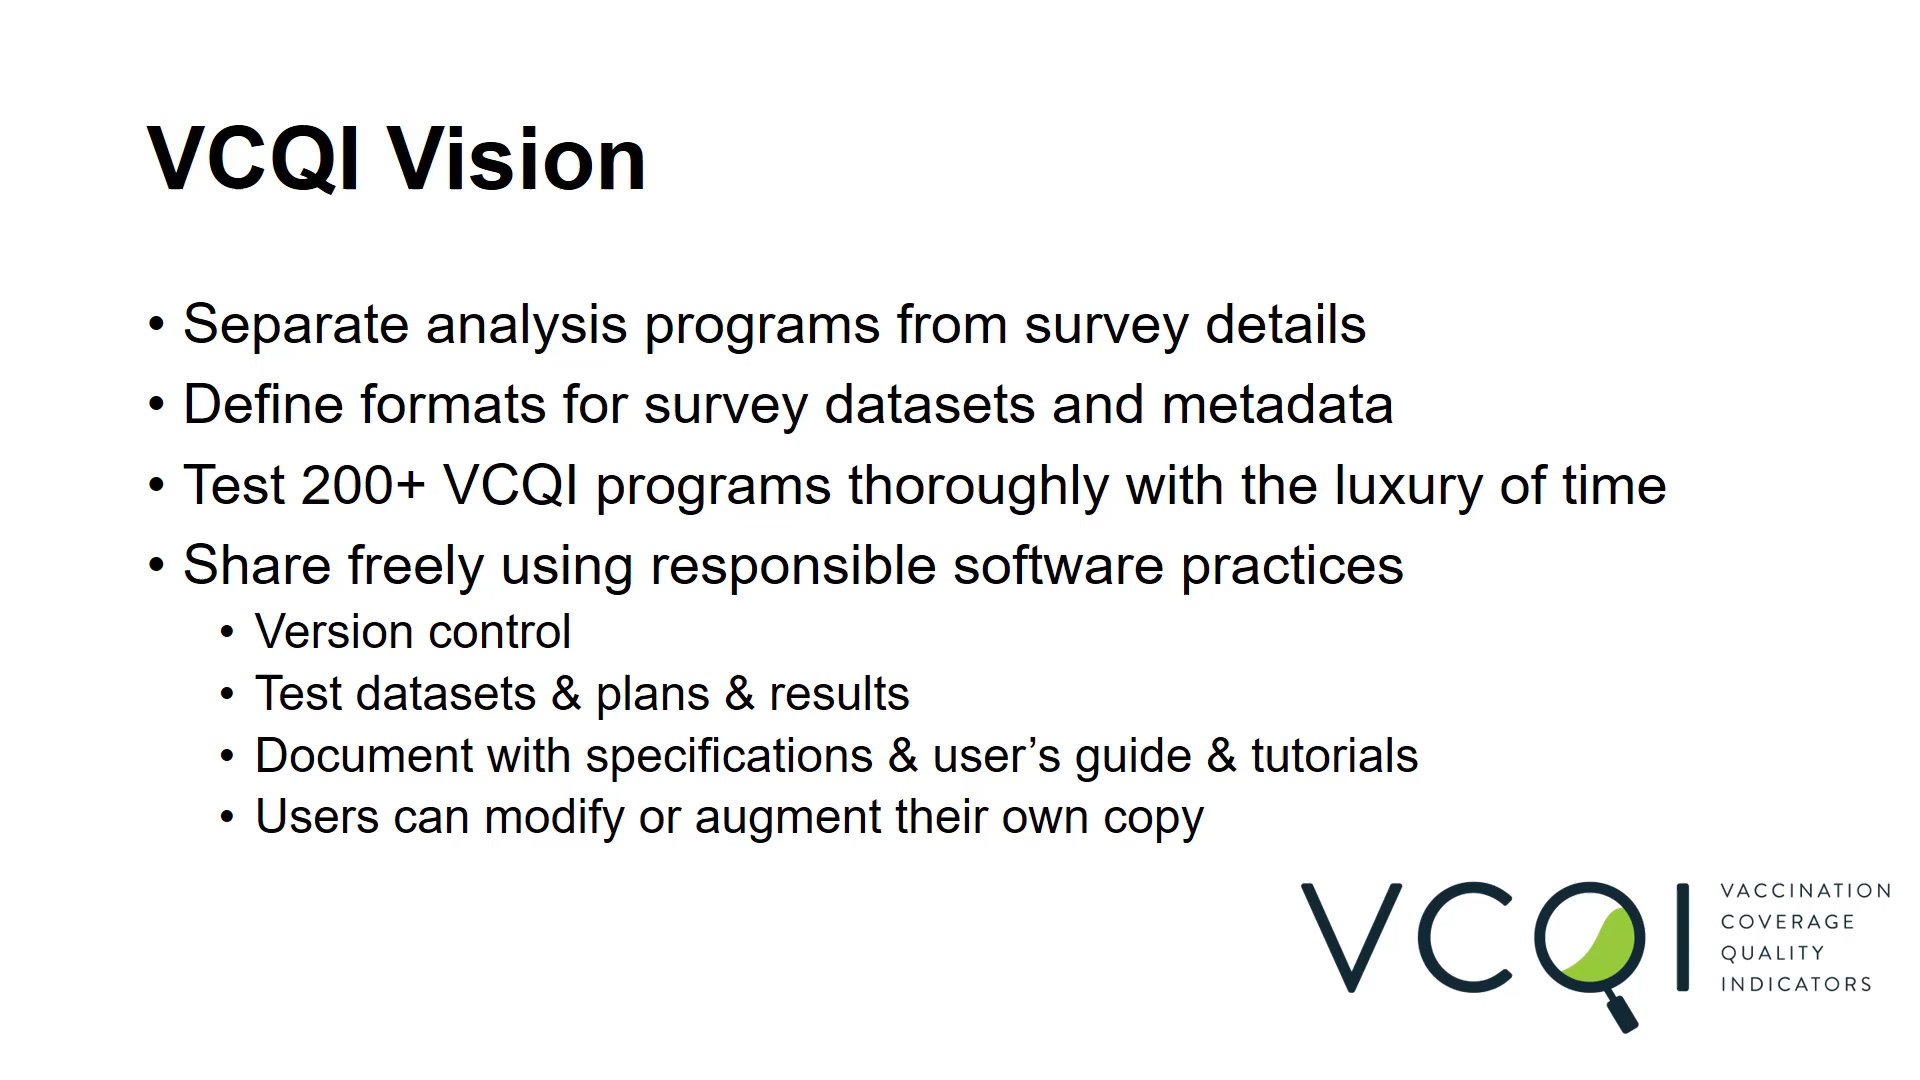 VCQI Vision
• Separate analysis programs from survey details
• Define formats for survey datasets and metadata
• Test 200+ VCQI programs thoroughly with the luxury of time
• Share freely using responsible software practices
• Version control
• Test datasets & plans & results
• Document with specifications & user’s guide & tutorials
• Users can modify or augment their own copy
VCQI
VACCINATION
COVERAGE
QUALITY
INDICATORS